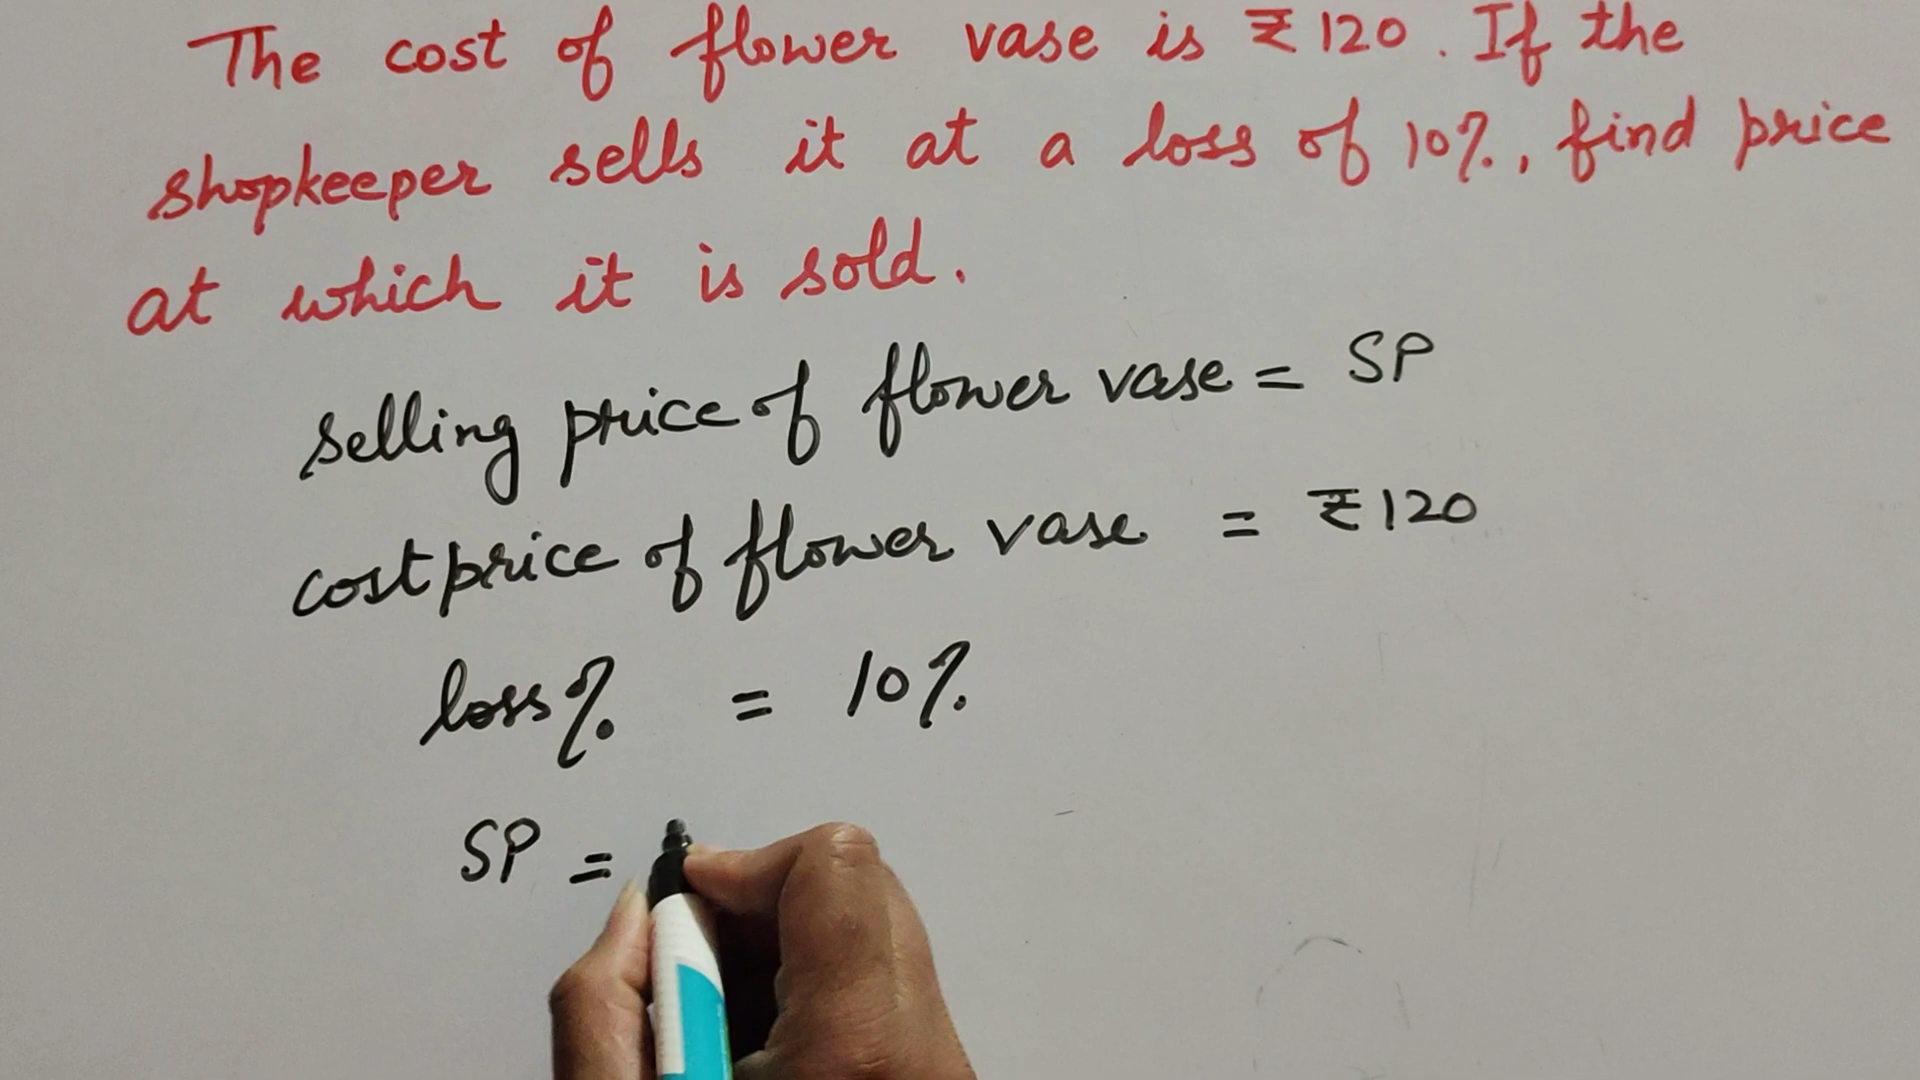 The cost of flower vase is ₹120. If the
shopkeeper sells it at a loss of 10%, find price
at which it is sold.
selling price of flower vase = SP
cost price of flower vase = ₹120
loss% = 10%
SP =